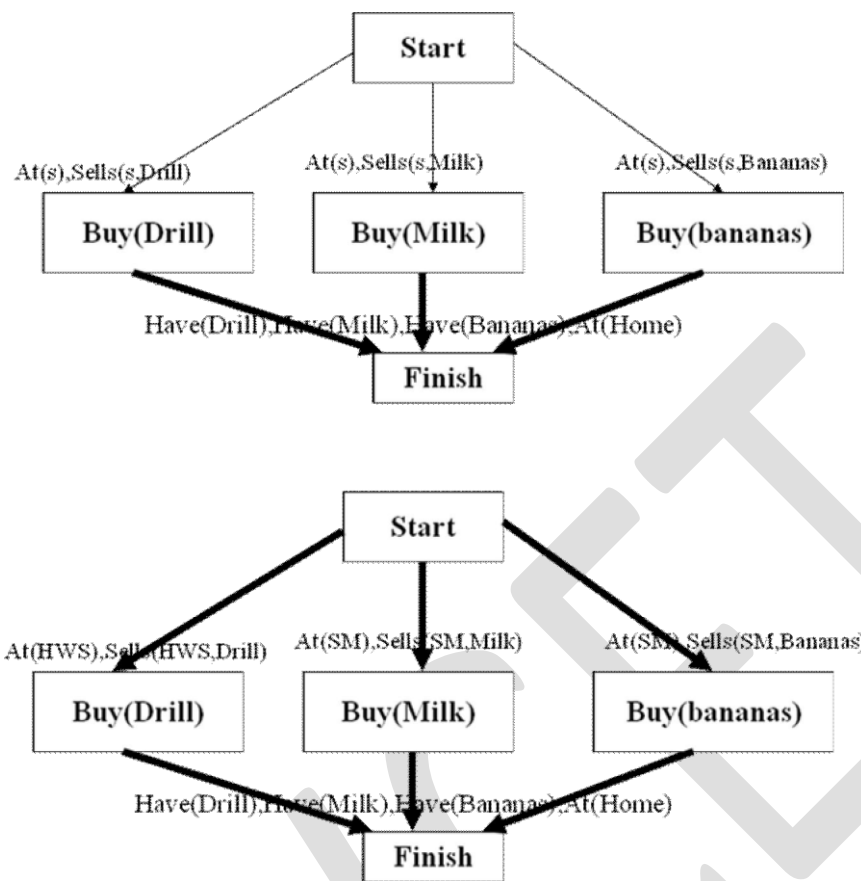 Start
At(s),Sells(s,Drill) At(s),Sells(s,Milk) At(s),Sells(s,Bananas)
Buy(Drill) Buy(Milk) Buy(bananas)
Have(Drill),Have(Milk),Have(Bananas),At(Home)
Finish
Start
At(HWS),Sells(HWS,Drill) At(SM),Sells(SM,Milk) At(SM),Sells(SM,Bananas)
Buy(Drill) Buy(Milk) Buy(bananas)
Have(Drill),Have(Milk),Have(Bananas),At(Home)
Finish